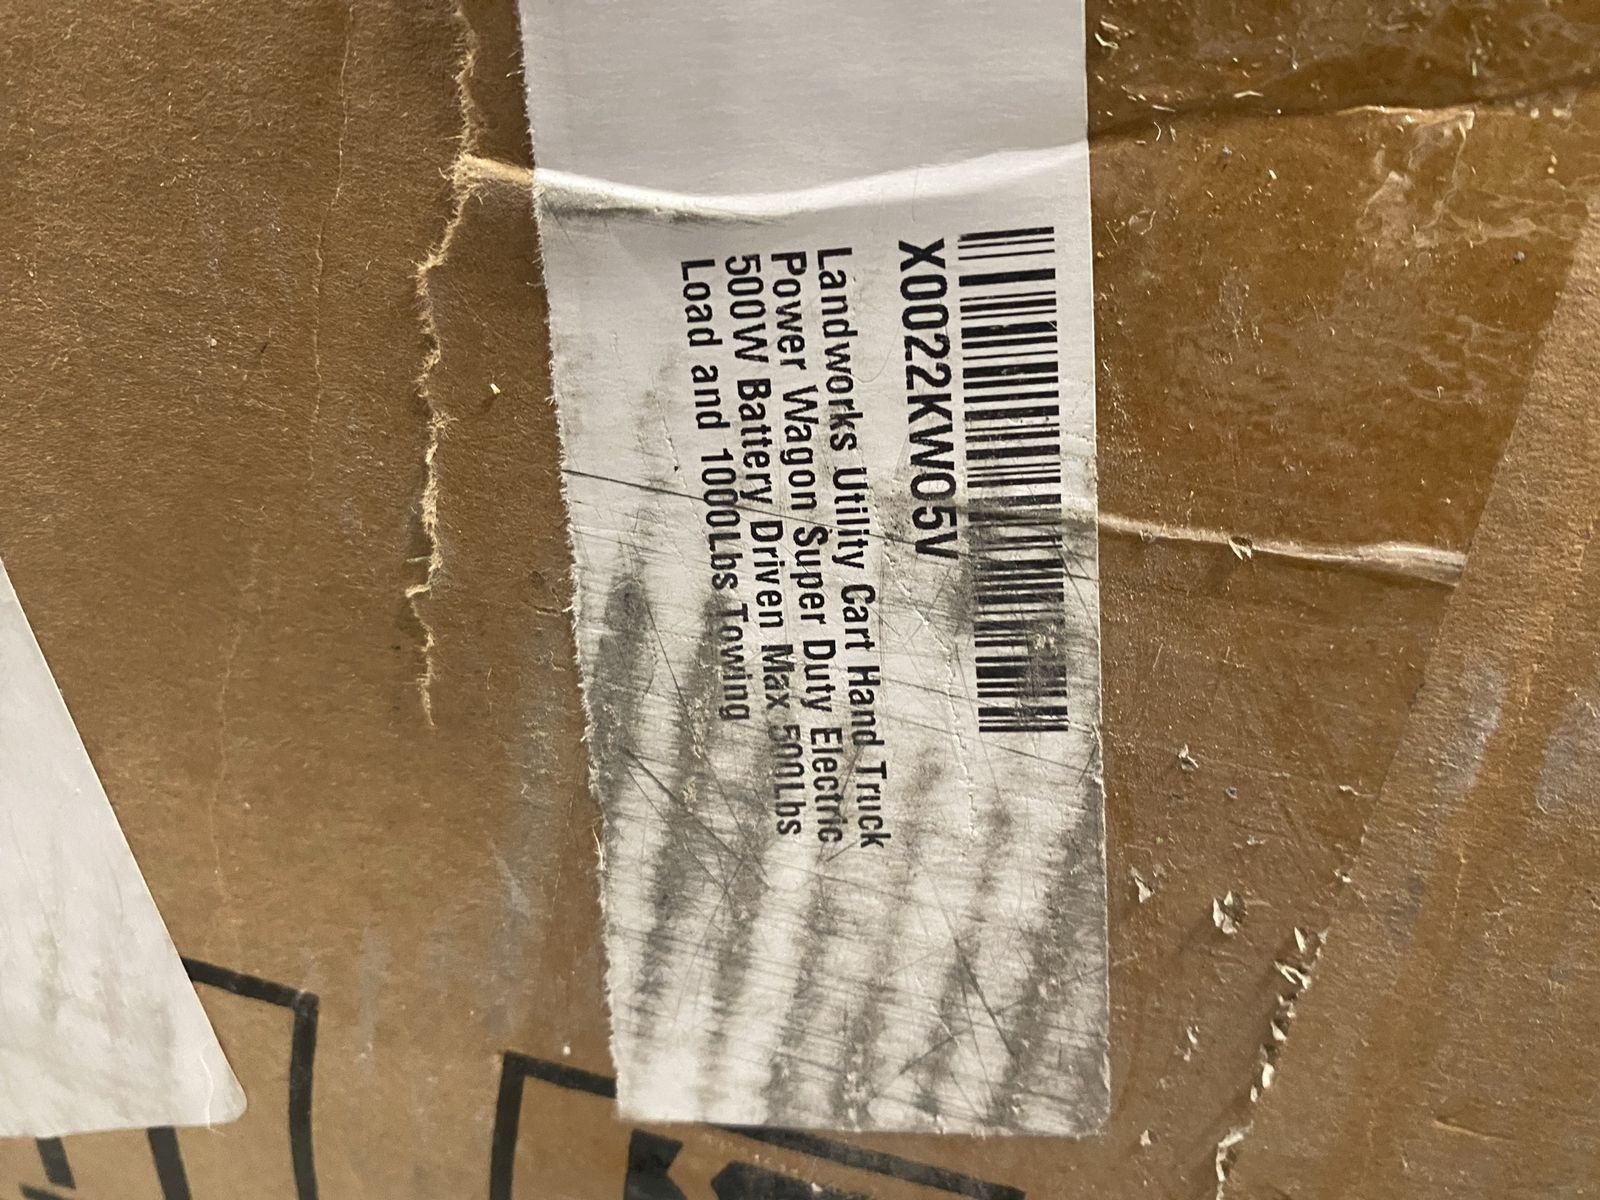 X0022KW05V
Landworks Utility Cart Hand Truck
Power Wagon Super Duty Electric
500W Battery Driven Max 500Lbs
Load and 1000Lbs Towing